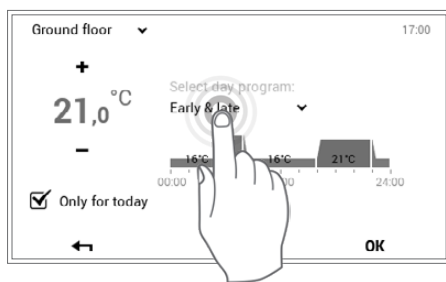 Ground floor
17:00
+
21,0°C
−
Select day program:
Early & late
16°C 16°C 21°C
00:00 :00 24:00
Only for today
OK